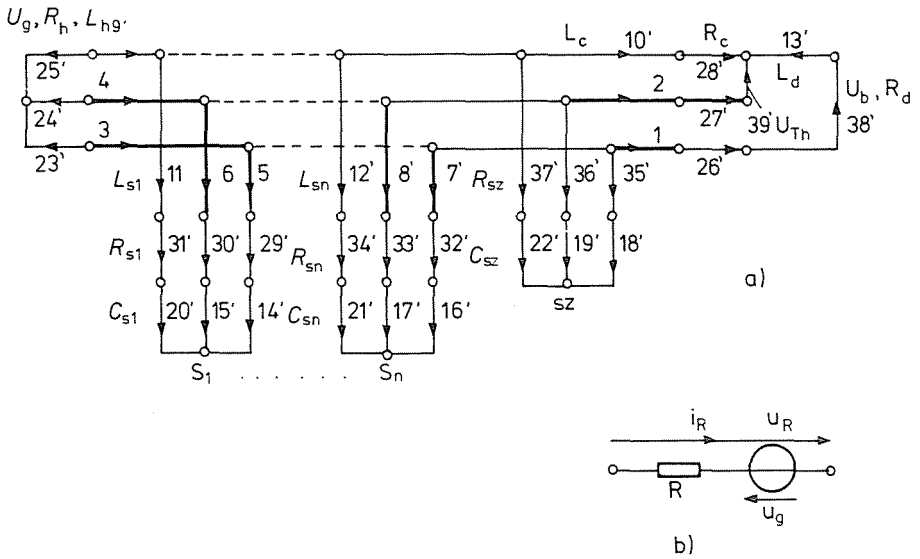 U_g, R_h, L_hg'
L_c 10' R_c 13'
25' 28' L_d
4 2 U_b, R_d
24' 27' 39' U_Th 38'
3 1
23' 26'
L_s1 11 6 5 L_sn 12' 8' 7' R_sz 37' 36' 35'
R_s1 31' 30' 29' R_sn 34' 33' 32' C_sz 22' 19' 18'
sz a)
C_s1 20' 15' 14' C_sn 21' 17' 16'
S_1 . . . . . . S_n
i_R u_R
R
u_g
b)